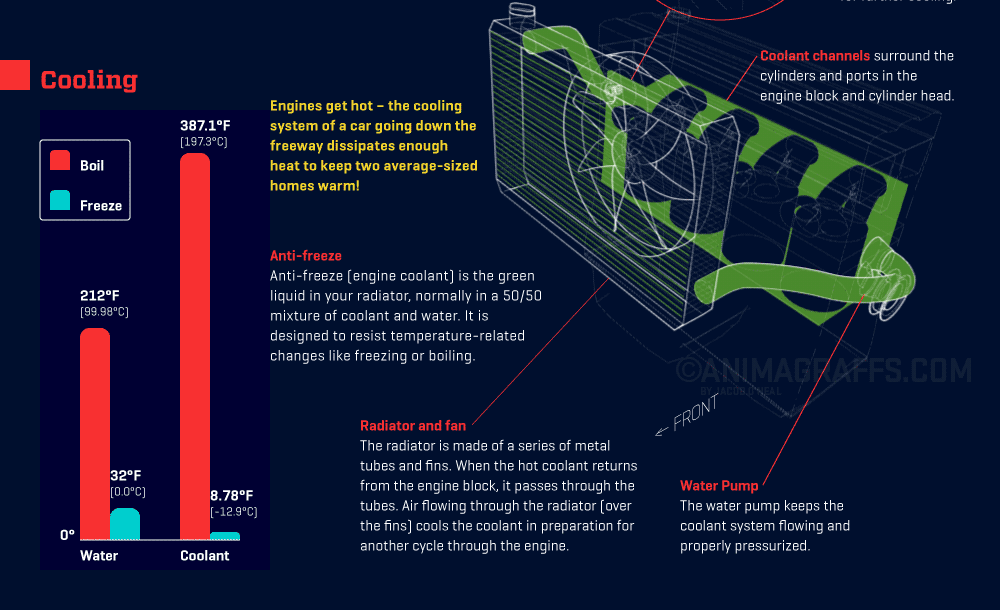 for further cooling.
Cooling
Boil
Freeze
387.1°F
(197.3°C)
212°F
(99.98°C)
32°F
(0.0°C)
8.78°F
(-12.9°C)
0°
Water
Coolant
Engines get hot – the cooling
system of a car going down the
freeway dissipates enough
heat to keep two average-sized
homes warm!
Coolant channels surround the
cylinders and ports in the
engine block and cylinder head.
Anti-freeze
Anti-freeze (engine coolant) is the green
liquid in your radiator, normally in a 50/50
mixture of coolant and water. It is
designed to resist temperature-related
changes like freezing or boiling.
©ANIMAGRAFFS.COM
BY JACOB O'NEAL
← FRONT
Radiator and fan
The radiator is made of a series of metal
tubes and fins. When the hot coolant returns
from the engine block, it passes through the
tubes. Air flowing through the radiator (over
the fins) cools the coolant in preparation for
another cycle through the engine.
Water Pump
The water pump keeps the
coolant system flowing and
properly pressurized.